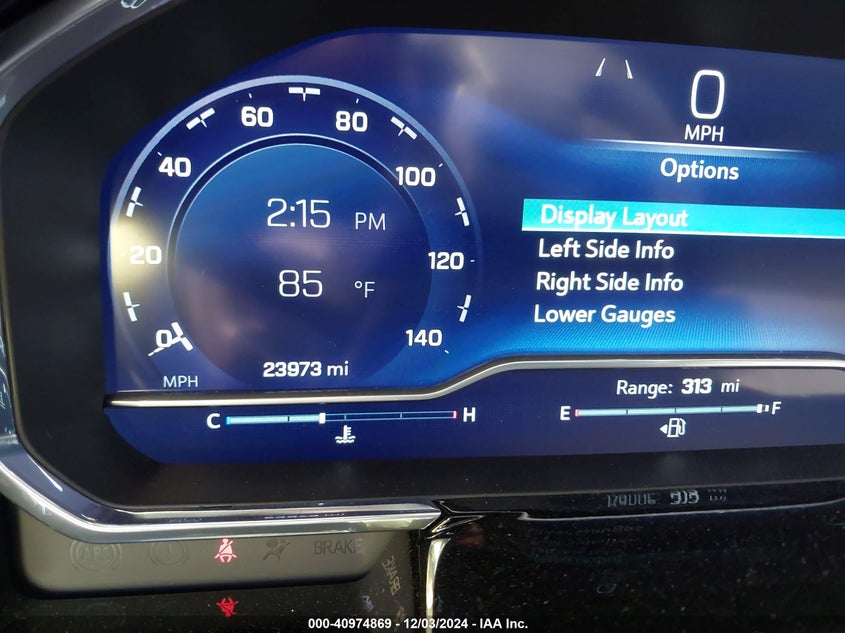 0
MPH
Options
Display Layout
Left Side Info
Right Side Info
Lower Gauges
0
20
40
60
80
100
120
140
2:15 PM
85 °F
23973 mi
MPH
Range: 313 mi
C H
E F
ABS
BRAKE
000-40974869 - 12/03/2024 - IAA Inc.